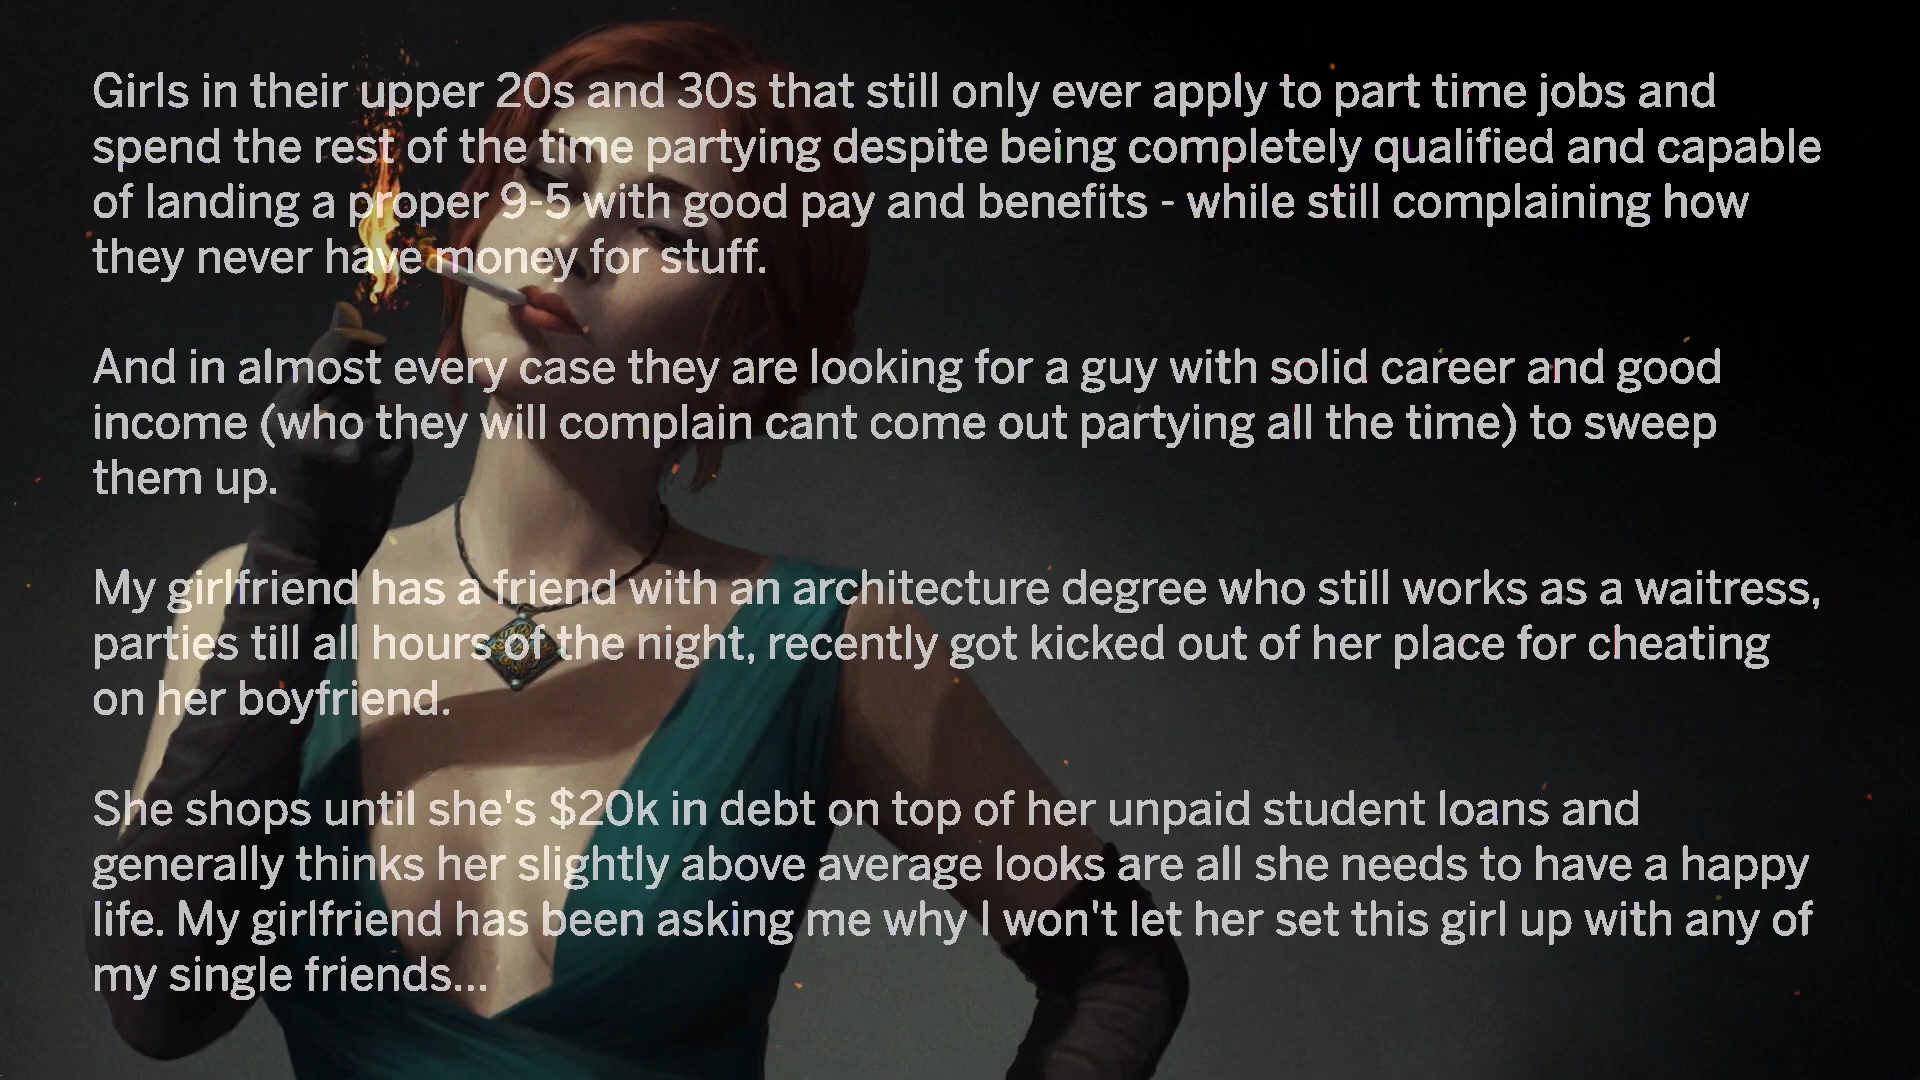 Girls in their upper 20s and 30s that still only ever apply to part time jobs and
spend the rest of the time partying despite being completely qualified and capable
of landing a proper 9-5 with good pay and benefits - while still complaining how
they never have money for stuff.
And in almost every case they are looking for a guy with solid career and good
income (who they will complain cant come out partying all the time) to sweep
them up.
My girlfriend has a friend with an architecture degree who still works as a waitress,
parties till all hours of the night, recently got kicked out of her place for cheating
on her boyfriend.
She shops until she's $20k in debt on top of her unpaid student loans and
generally thinks her slightly above average looks are all she needs to have a happy
life. My girlfriend has been asking me why I won't let her set this girl up with any of
my single friends...